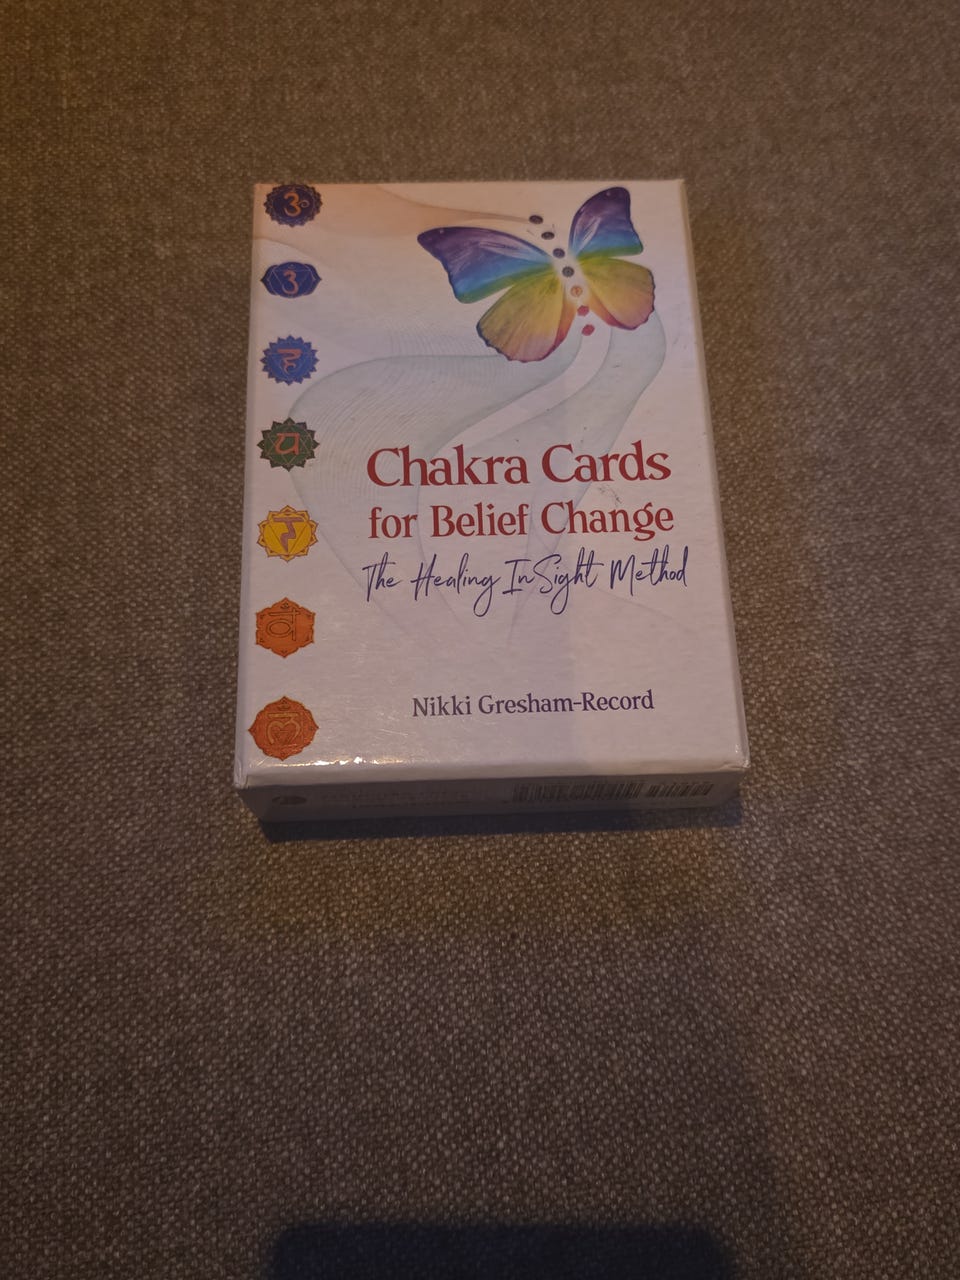 ॐ
ॐ
हं
यं
रं
वं
लं
Chakra Cards
for Belief Change
The Healing InSight Method
Nikki Gresham-Record